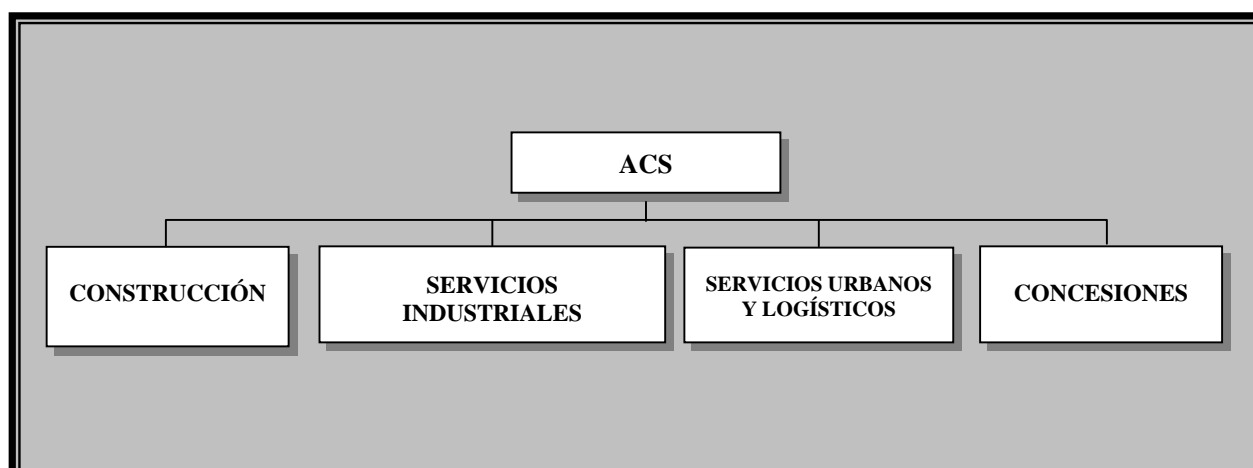 ACS
CONSTRUCCIÓN
SERVICIOS
INDUSTRIALES
SERVICIOS URBANOS
Y LOGÍSTICOS
CONCESIONES